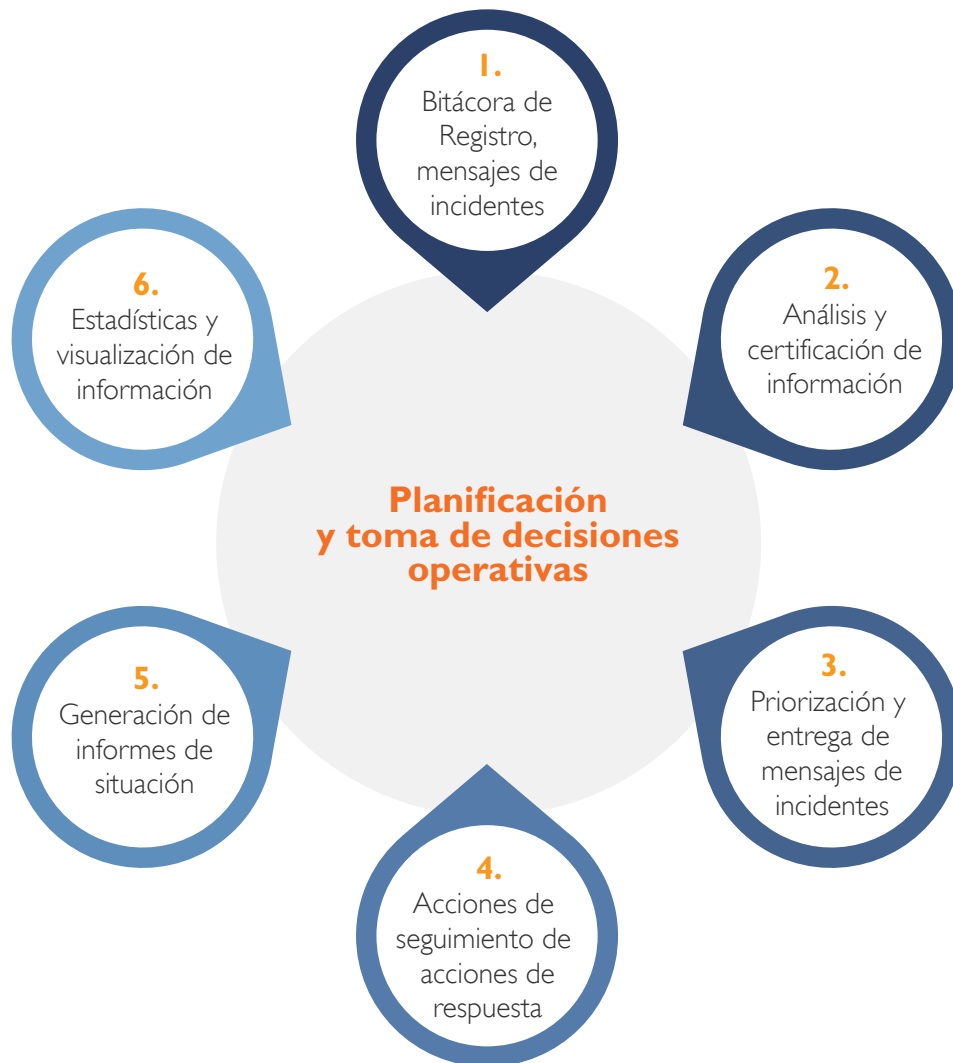 1.
Bitácora de
Registro,
mensajes de
incidentes
2.
Análisis y
certificación de
información
3.
Priorización y
entrega de
mensajes de
incidentes
4.
Acciones de
seguimiento de
acciones de
respuesta
5.
Generación de
informes de
situación
6.
Estadísticas y
visualización de
información
Planificación
y toma de decisiones
operativas